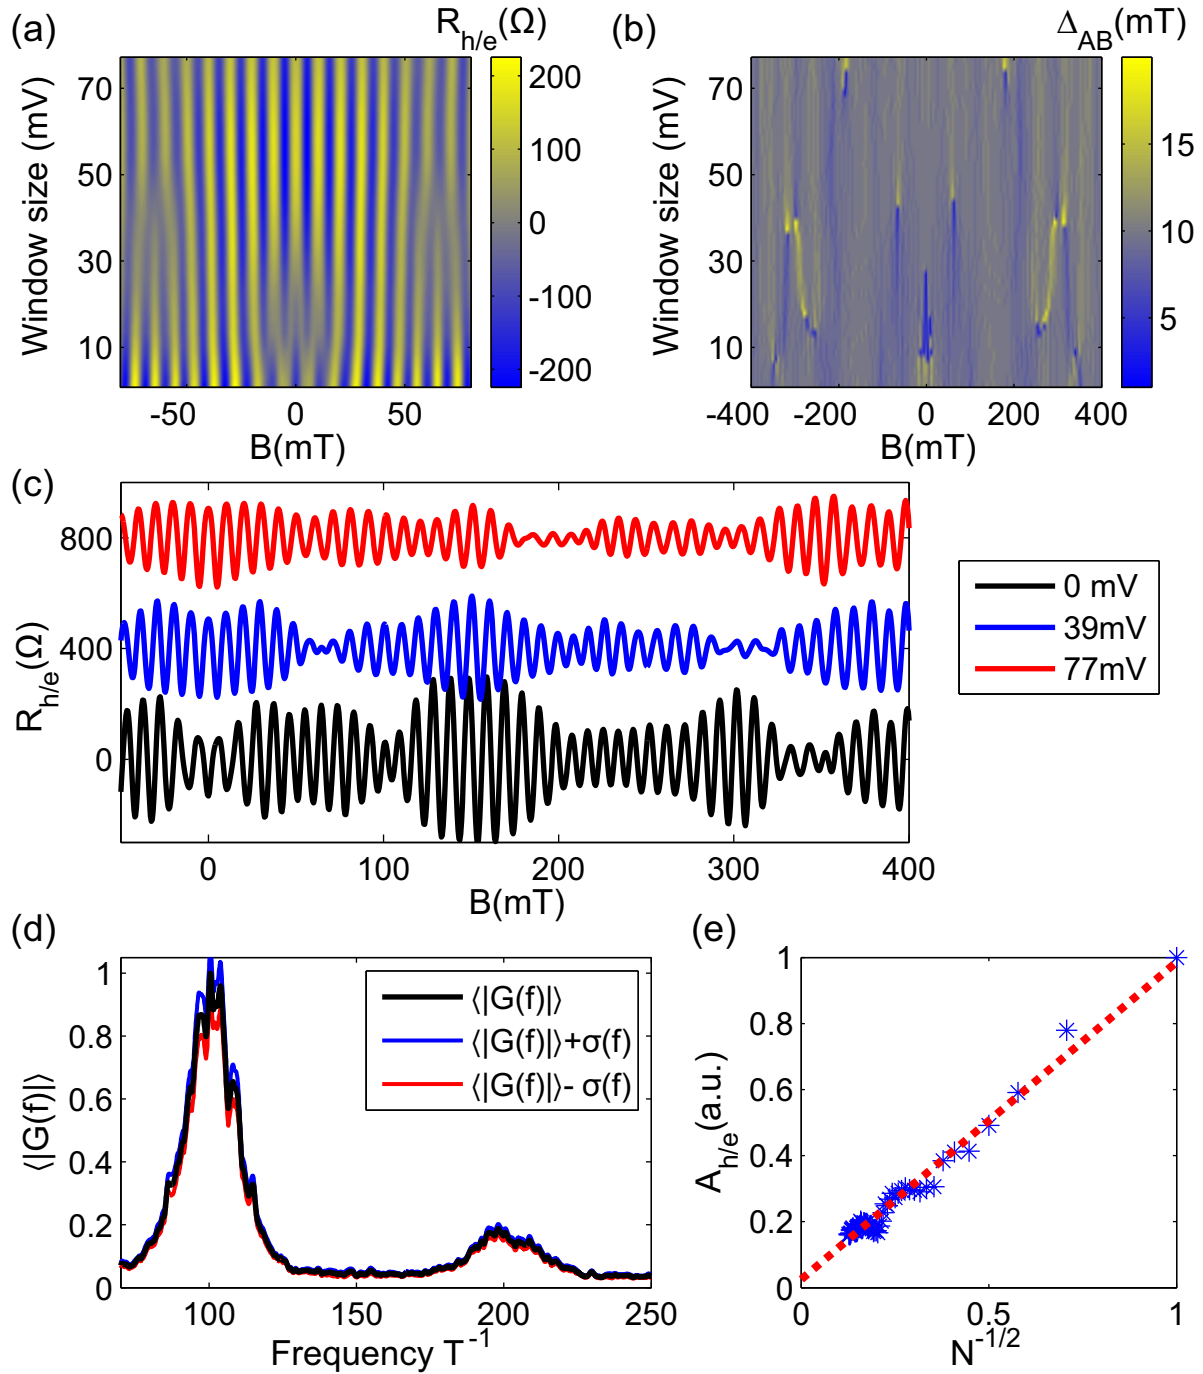 (a)
R_h/e(Ω)
Window size (mV)
70
50
30
10
-50
0
50
B(mT)
200
100
0
-100
-200
(b)
Δ_AB(mT)
Window size (mV)
70
50
30
10
-400
-200
0
200
400
B(mT)
15
10
5
(c)
R_h/e(Ω)
800
400
0
0
100
200
300
400
B(mT)
0 mV
39mV
77mV
(d)
⟨|G(f)|⟩
1
0.8
0.6
0.4
0.2
0
100
150
200
250
Frequency T^-1
⟨|G(f)|⟩
⟨|G(f)|⟩+σ(f)
⟨|G(f)|⟩- σ(f)
(e)
A_h/e(a.u.)
1
0.8
0.6
0.4
0.2
0
0
0.5
1
N^-1/2